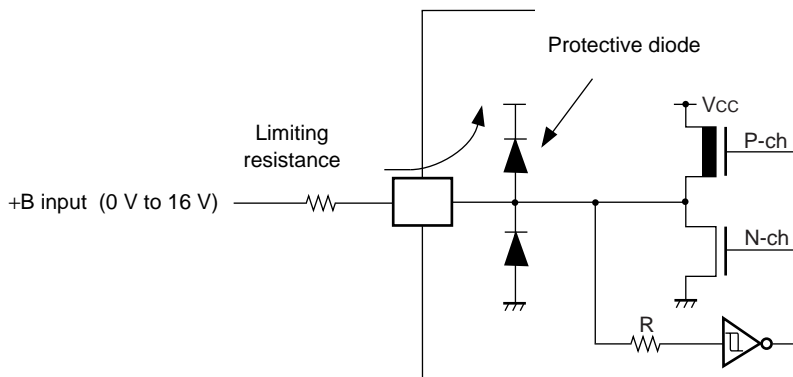 Protective diode
VCC
Limiting
resistance
P-ch
+B input (0 V to 16 V)
N-ch
R